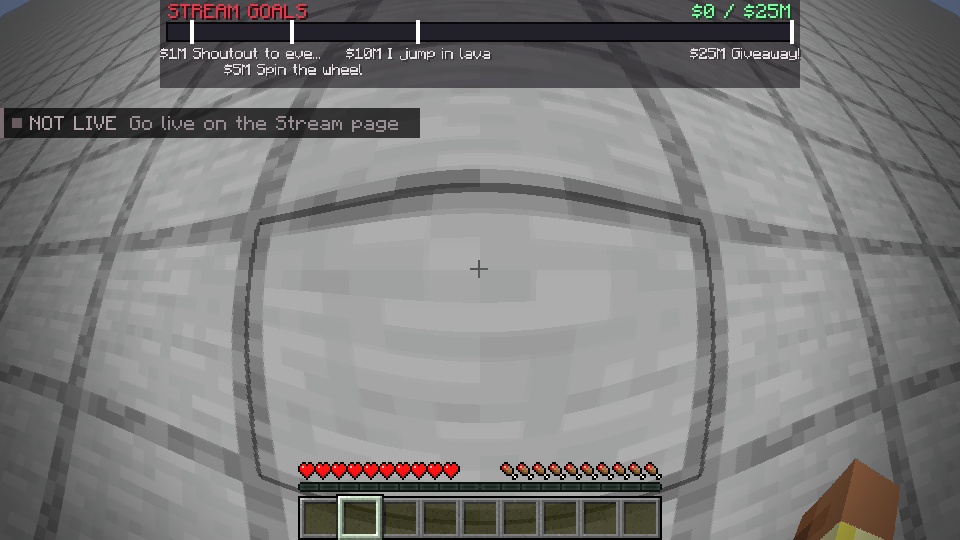 STREAM GOALS $0 / $25M
$1M Shoutout to eve... $10M I jump in lava $25M Giveaway!
$5M Spin the wheel
NOT LIVE Go live on the Stream page